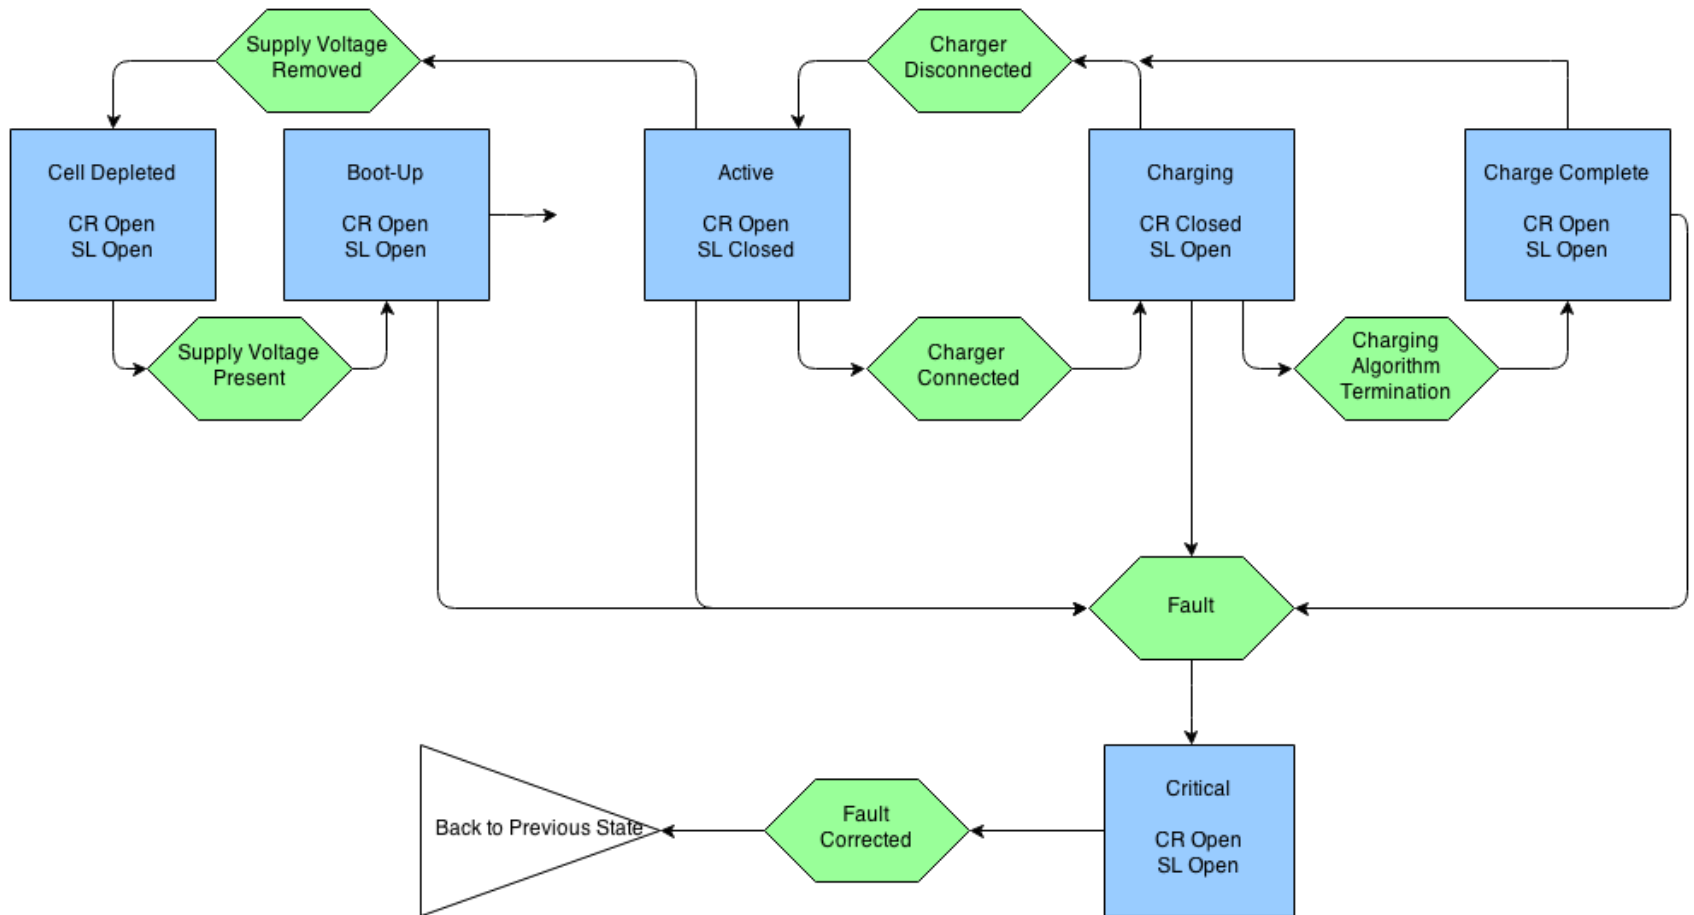 Supply Voltage
Removed
Charger
Disconnected
Cell Depleted
CR Open
SL Open
Boot-Up
CR Open
SL Open
Active
CR Open
SL Closed
Charging
CR Closed
SL Open
Charge Complete
CR Open
SL Open
Supply Voltage
Present
Charger
Connected
Charging
Algorithm
Termination
Fault
Critical
CR Open
SL Open
Fault
Corrected
Back to Previous State